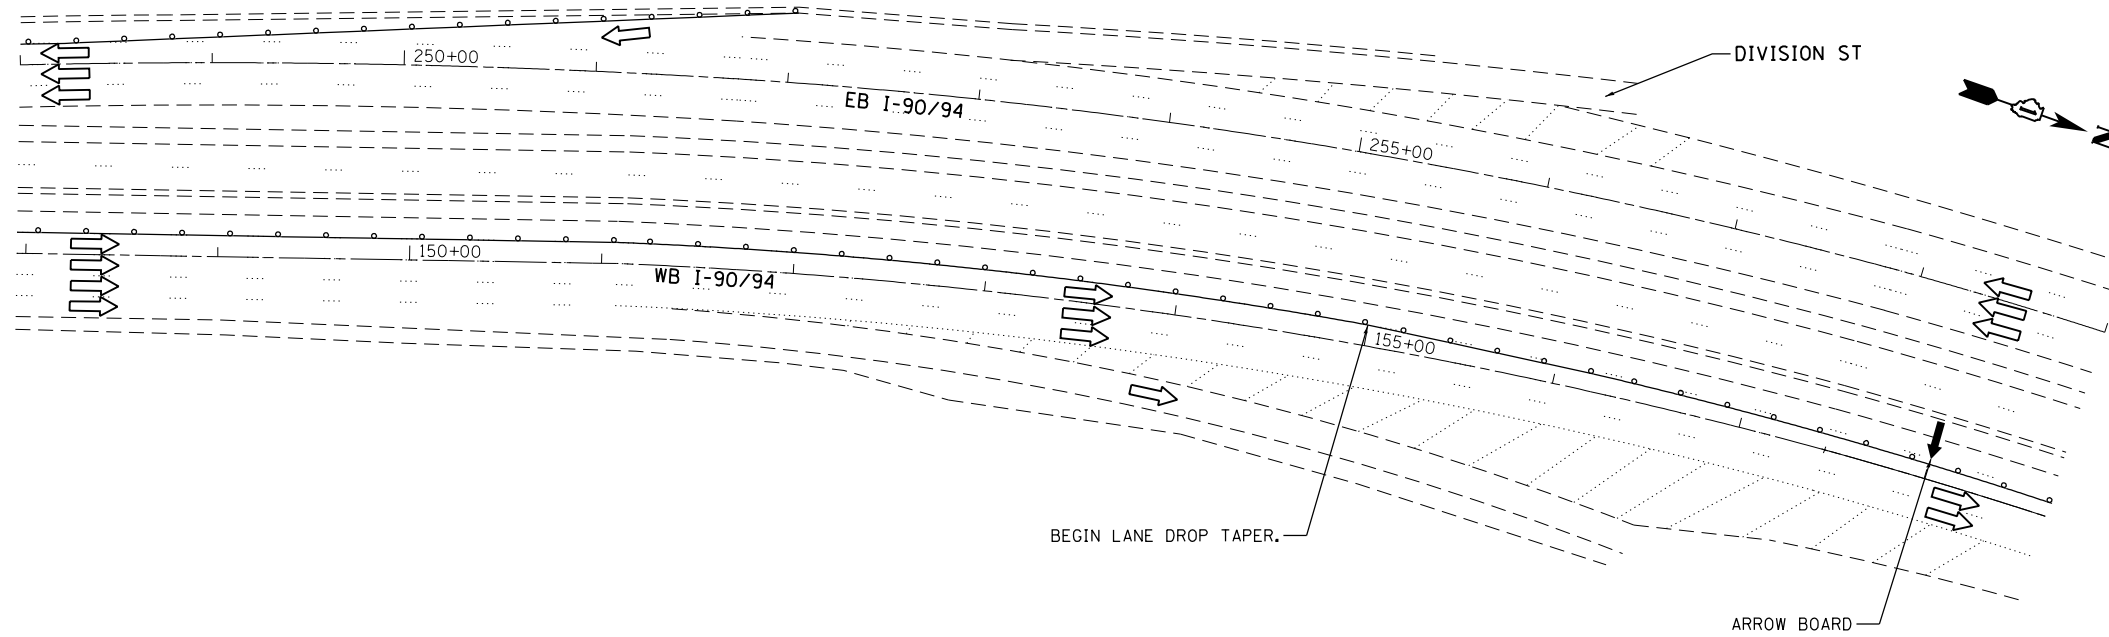 DIVISION ST
250+00
EB I-90/94
255+00
N
150+00
WB I-90/94
155+00
BEGIN LANE DROP TAPER.
ARROW BOARD